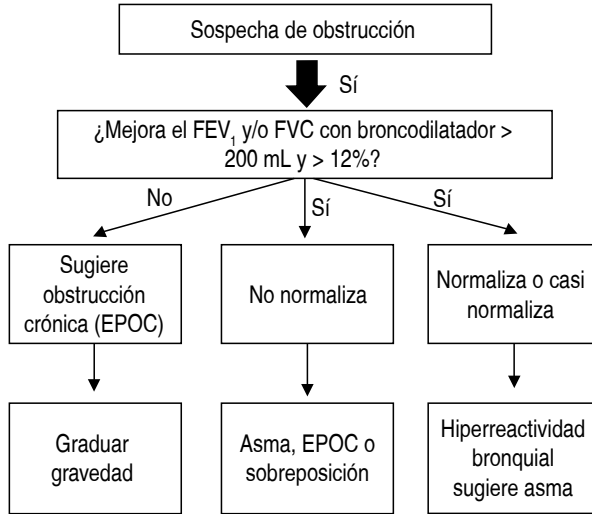 Sospecha de obstrucción
Sí
¿Mejora el FEV₁ y/o FVC con broncodilatador >
200 mL y > 12%?
No
Sí
Sí
Sugiere
obstrucción
crónica (EPOC)
No normaliza
Normaliza o casi
normaliza
Graduar
gravedad
Asma, EPOC o
sobreposición
Hiperreactividad
bronquial
sugiere asma